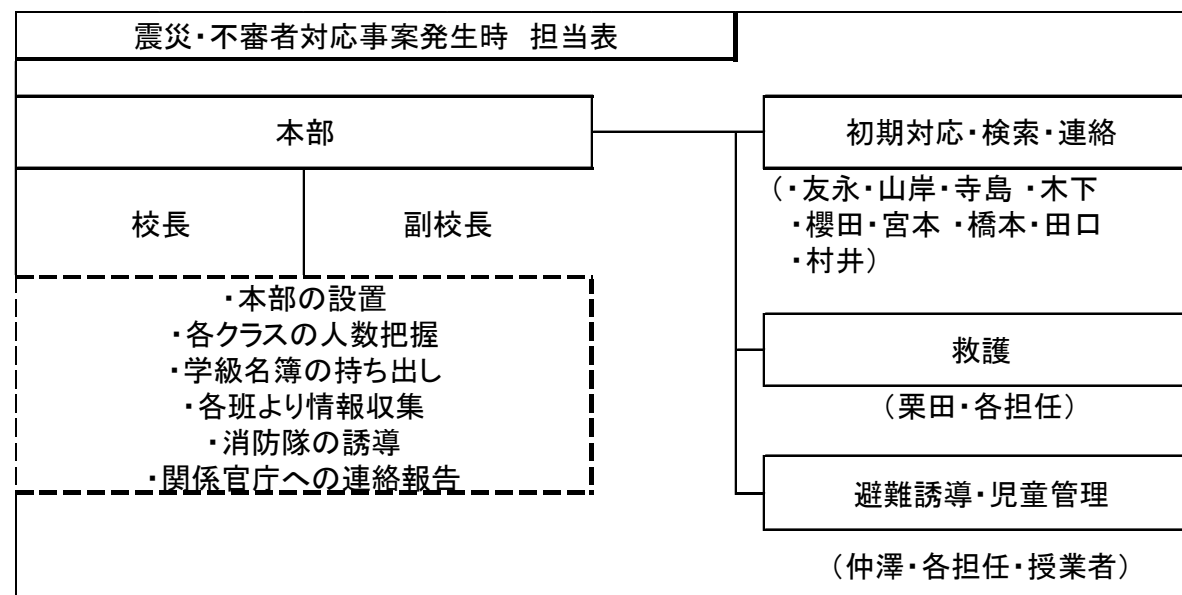 震災・不審者対応事案発生時　担当表
本部
校長
副校長
・本部の設置
・各クラスの人数把握
・学級名簿の持ち出し
・各班より情報収集
・消防隊の誘導
・関係官庁への連絡報告
初期対応・検索・連絡
（・友永・山岸・寺島 ・木下
・櫻田・宮本 ・橋本・田口
・村井）
救護
（栗田・各担任）
避難誘導・児童管理
（仲澤・各担任・授業者）